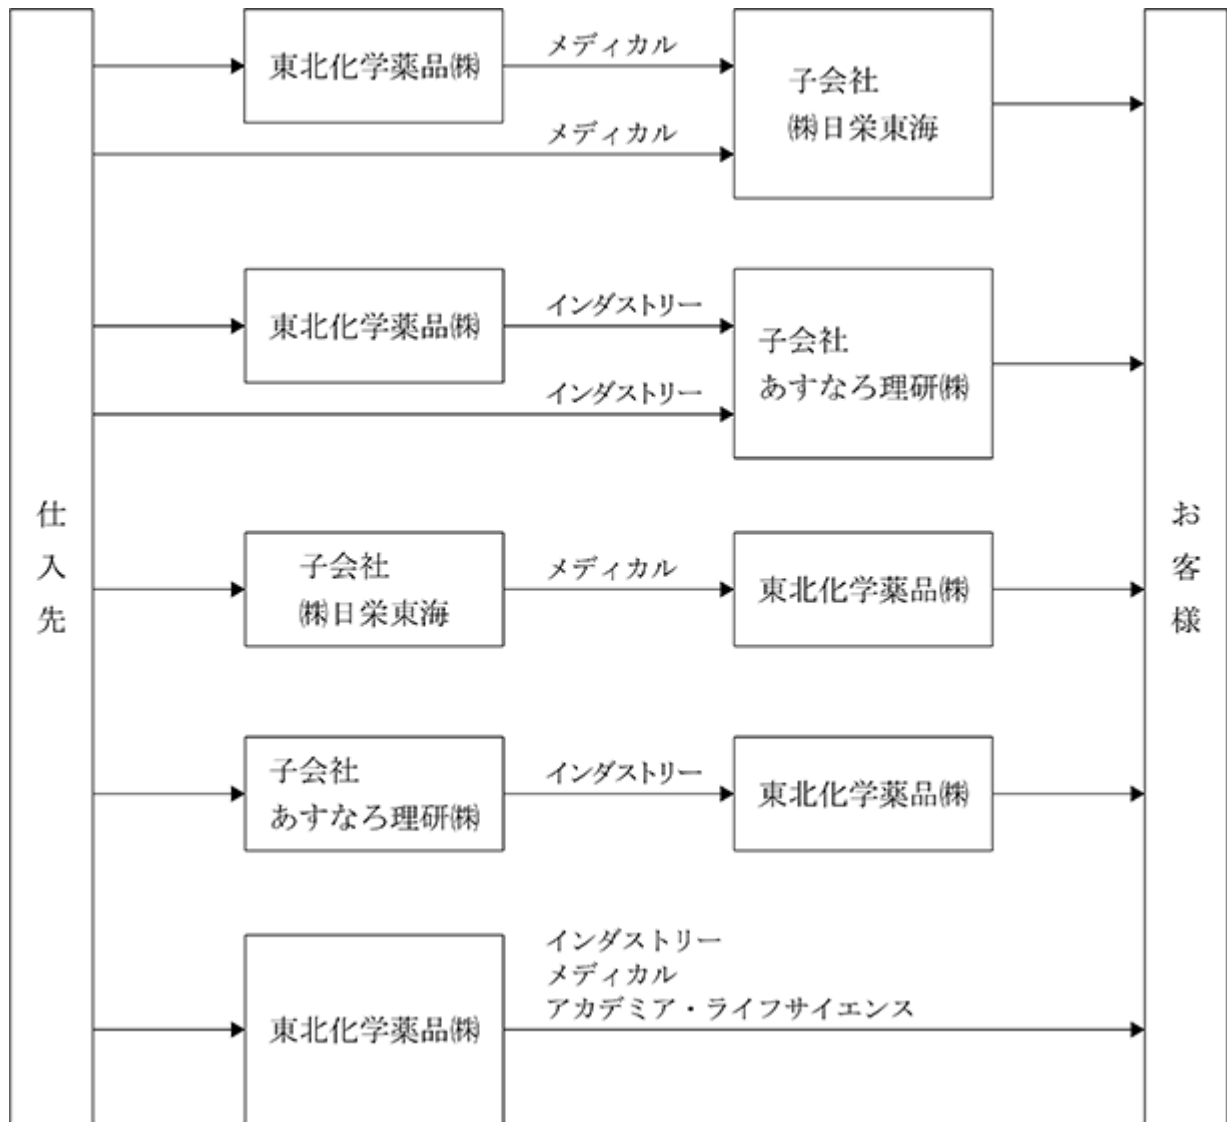 仕入先
東北化学薬品㈱
メディカル
メディカル
子会社
㈱日栄東海
東北化学薬品㈱
インダストリー
インダストリー
子会社
あすなろ理研㈱
子会社
㈱日栄東海
メディカル
東北化学薬品㈱
子会社
あすなろ理研㈱
インダストリー
東北化学薬品㈱
東北化学薬品㈱
インダストリー
メディカル
アカデミア・ライフサイエンス
お客様